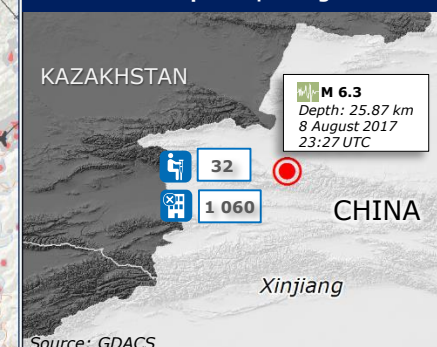 KAZAKHSTAN
M 6.3
Depth: 25.87 km
8 August 2017
23:27 UTC
32
1 060
CHINA
Xinjiang
Source: GDACS